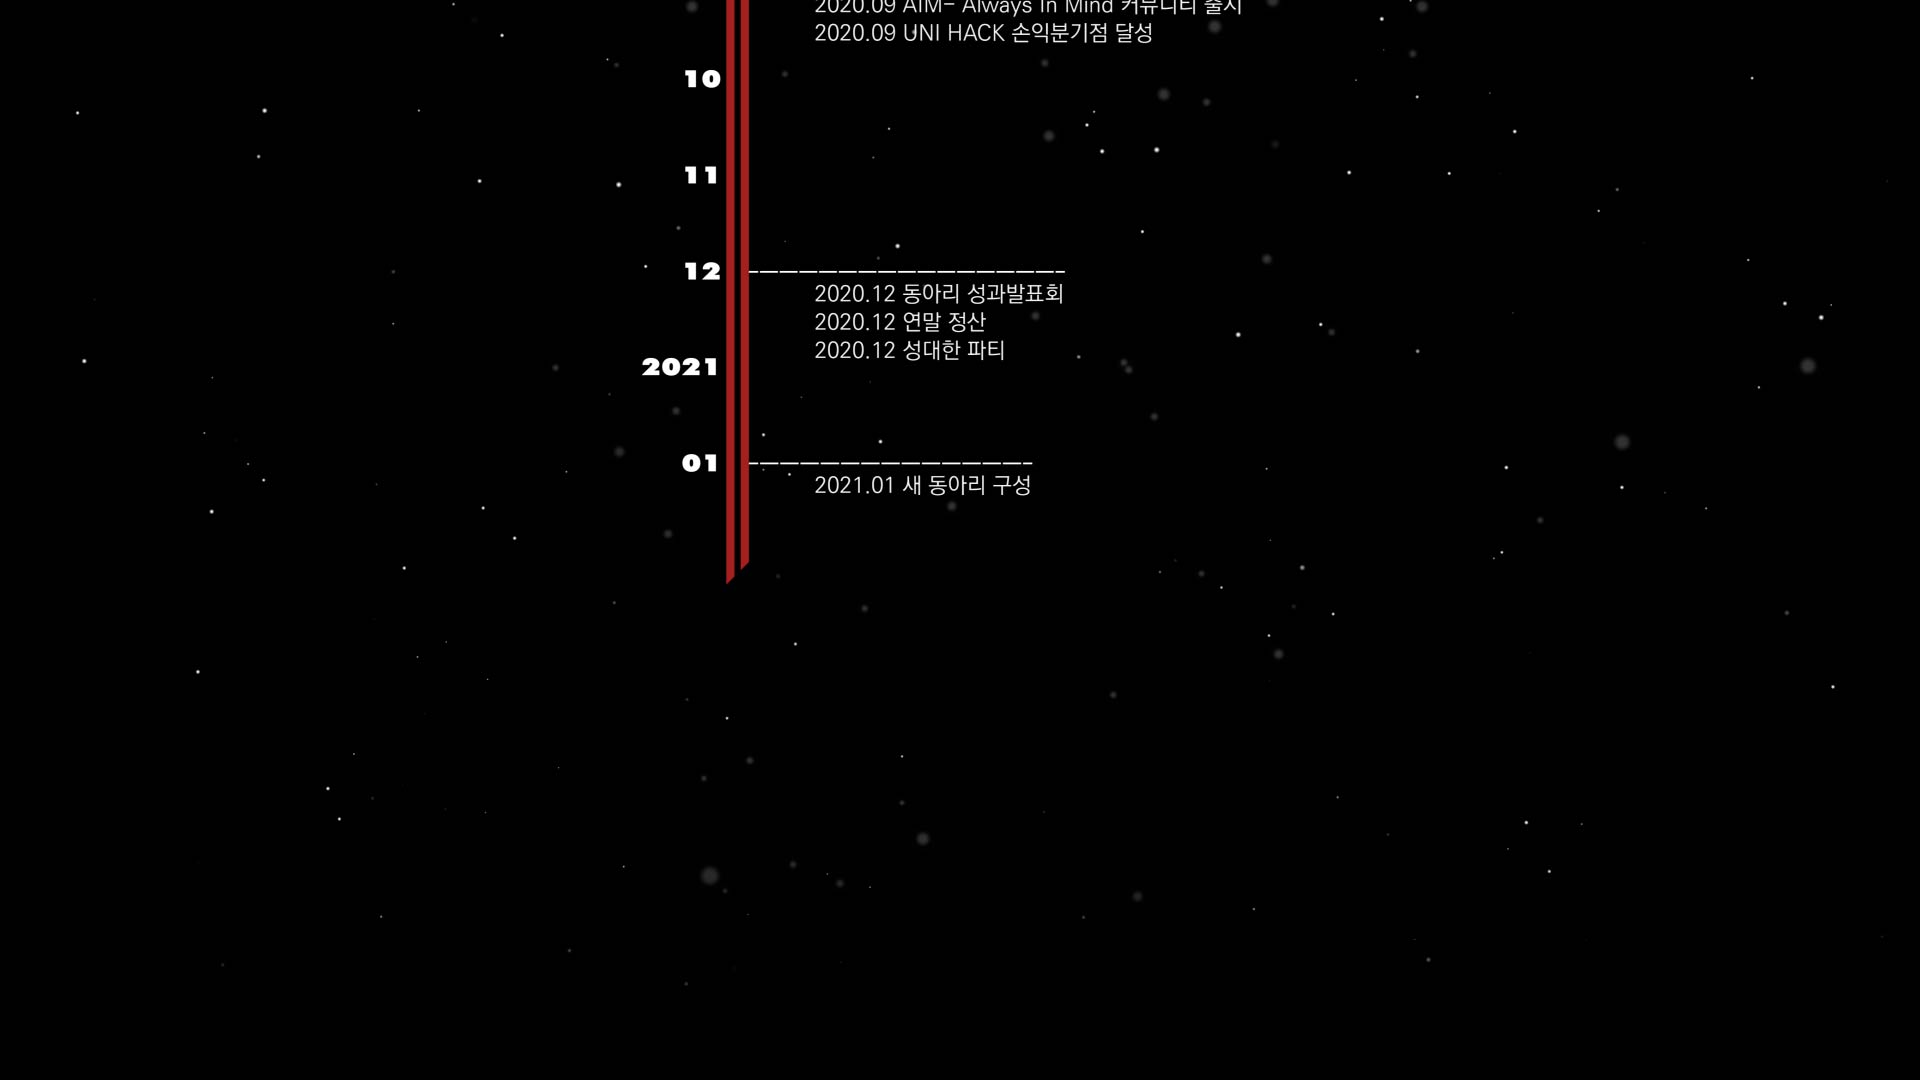 2020.09 AIM- Always In Mind 커뮤니티 출시
2020.09 UNI HACK 손익분기점 달성
10
11
12
2020.12 동아리 성과발표회
2020.12 연말 정산
2020.12 성대한 파티
2021
01
2021.01 새 동아리 구성